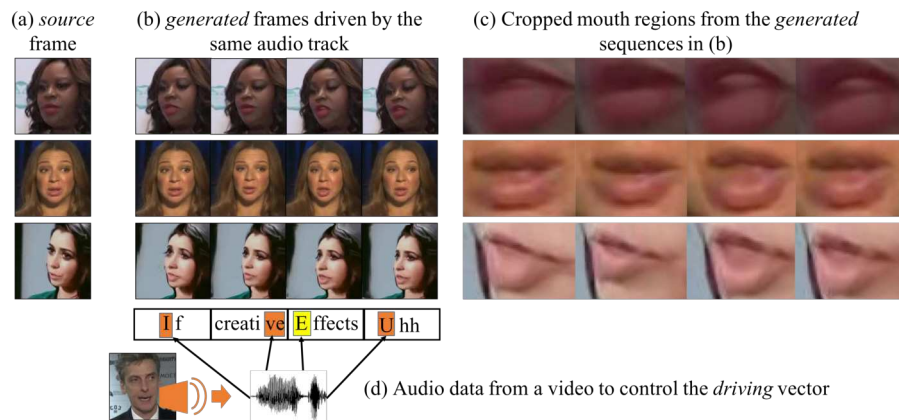 (a) source
frame
(b) generated frames driven by the
same audio track
(c) Cropped mouth regions from the generated
sequences in (b)
I f
creati ve
E ffects
U hh
(d) Audio data from a video to control the driving vector